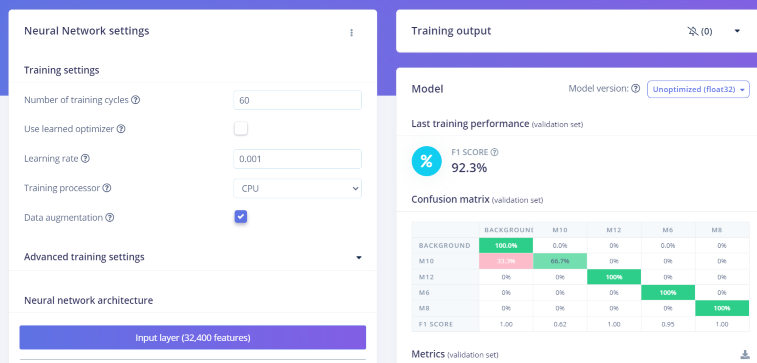 Neural Network settings
Training settings
Number of training cycles
60
Use learned optimizer
Learning rate
0.001
Training processor
CPU
Data augmentation
Advanced training settings
Neural network architecture
Input layer (32,400 features)
Training output
(0)
Model
Model version:
Unoptimized (float32)
Last training performance (validation set)
%
F1 SCORE
92.3%
Confusion matrix (validation set)
BACKGROUND M10 M12 M6 M8
BACKGROUND 100.0% 0.0% 0% 0.0% 0%
M10 33.3% 66.7% 0% 0% 0%
M12 0% 0% 100% 0% 0%
M6 0% 0% 0% 100% 0%
M8 0% 0% 0% 0% 100%
F1 SCORE 1.00 0.62 1.00 0.95 1.00
Metrics (validation set)